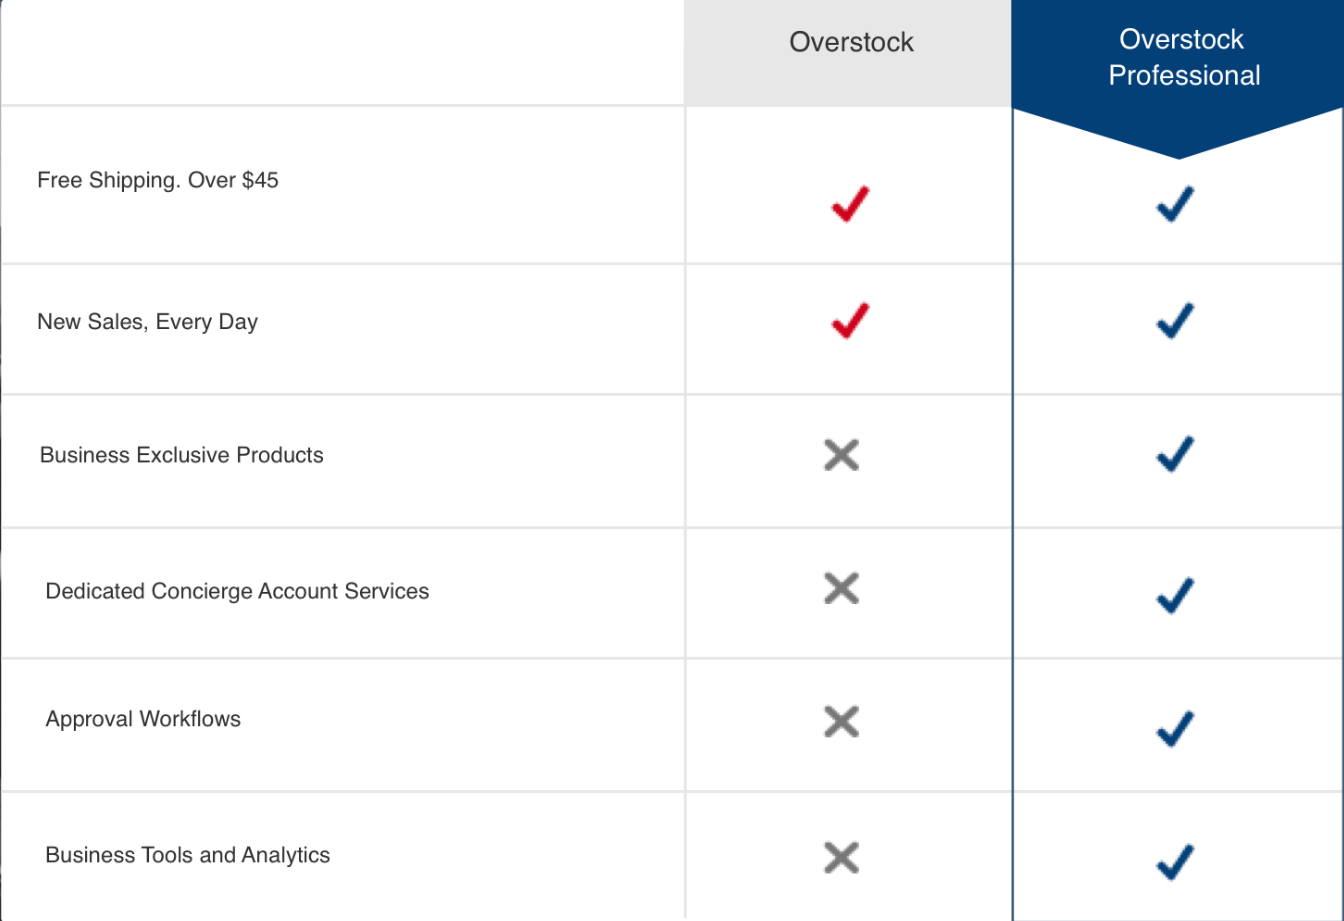 Overstock
Overstock
Professional
Free Shipping. Over $45
New Sales, Every Day
Business Exclusive Products
Dedicated Concierge Account Services
Approval Workflows
Business Tools and Analytics